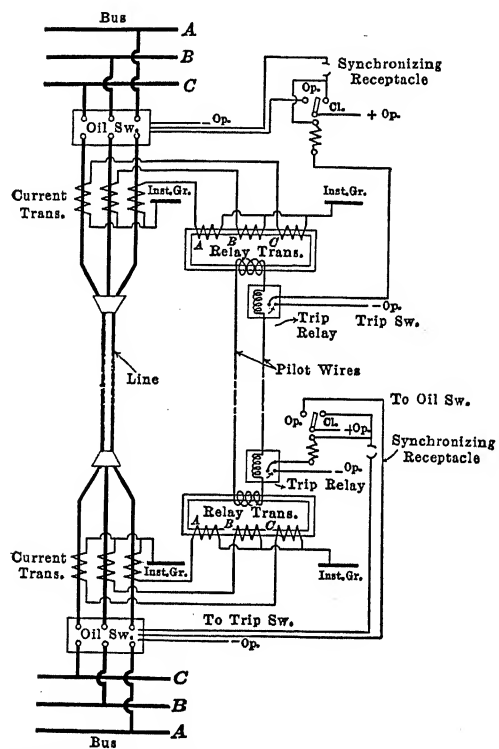 Bus
A
B
C
Synchronizing
Receptacle
Op.
Cl.
+ Op.
Oil Sw.
-Op.
Current
Trans.
Inst.Gr.
Inst.Gr.
A
B
C
Relay Trans.
-Op.
Trip Sw.
Trip
Relay
Line
Pilot Wires
To Oil Sw.
Op.
Cl.
+Op.
Synchronizing
Receptacle
-Op.
Trip Relay
Relay Trans.
A
B
C
Current
Trans.
Inst.Gr.
Inst.Gr.
To Trip Sw.
Oil Sw.
-Op.
C
B
A
Bus